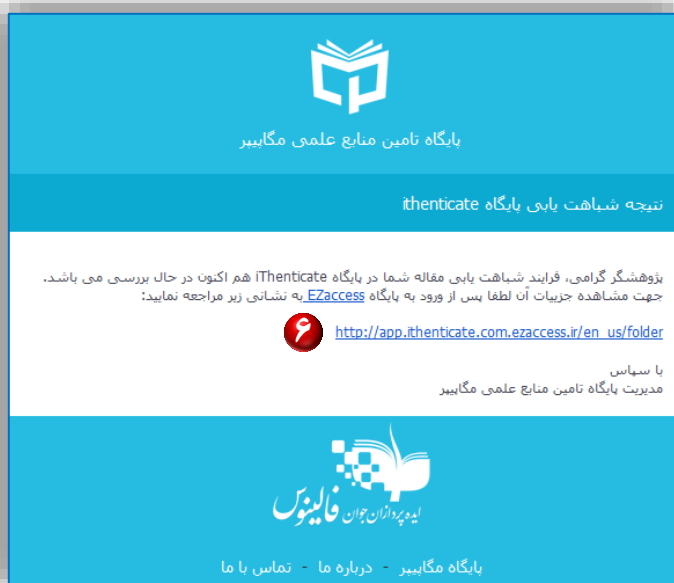 پایگاه تامین منابع علمی مگاپیپر
نتیجه شباهت یابی پایگاه ithenticate
پژوهشگر گرامی، فرایند شباهت یابی مقاله شما در پایگاه iThenticate هم اکنون در حال بررسی می باشد.
جهت مشاهده جزییات آن لطفا پس از ورود به پایگاه EZaccess به نشانی زیر مراجعه نمایید:
http://app.ithenticate.com.ezaccess.ir/en_us/folder ۶
با سپاس
مدیریت پایگاه تامین منابع علمی مگاپیپر
ایده پردازان جوان فالینوس
پایگاه مگاپیپر - درباره ما - تماس با ما